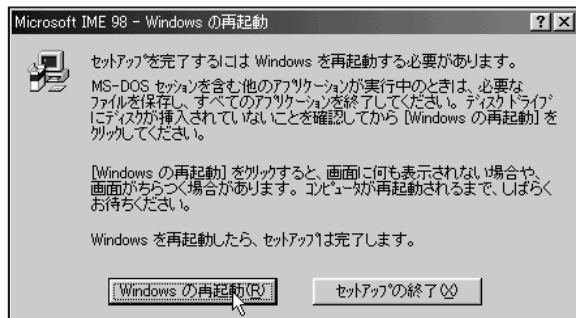 Microsoft IME 98 - Windows の再起動
セットアップを完了するには Windows を再起動する必要があります。
MS-DOS セッションを含む他のアプリケーションが実行中のときは、必要な
ファイルを保存し、すべてのアプリケーションを終了してください。ディスク ドライブ
にディスクが挿入されていないことを確認してから [Windows の再起動] を
クリックしてください。
[Windows の再起動] をクリックすると、画面に何も表示されない場合や、
画面がちらつく場合があります。コンピュータが再起動されるまで、しばらく
お待ちください。
Windows を再起動したら、セットアップは完了します。
Windows の再起動(R)
セットアップの終了(X)